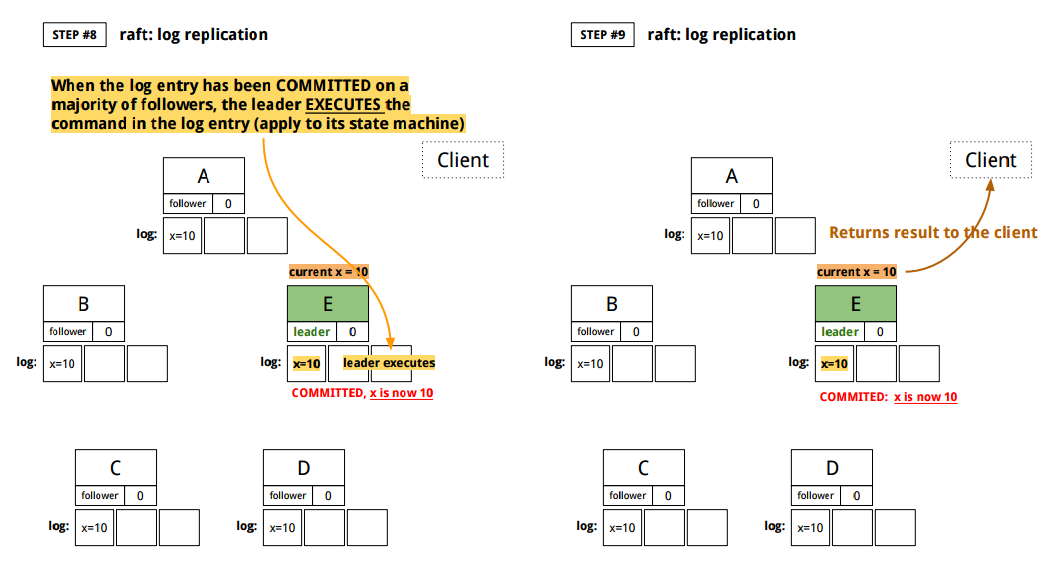 STEP #8 raft: log replication
When the log entry has been COMMITTED on a
majority of followers, the leader EXECUTES the
command in the log entry (apply to its state machine)
Client
A
follower 0
log: x=10
current x = 10
B
follower 0
log: x=10
E
leader 0
log: x=10 leader executes
COMMITTED, x is now 10
C
follower 0
log: x=10
D
follower 0
log: x=10
STEP #9 raft: log replication
Client
A
follower 0
log: x=10
Returns result to the client
current x = 10
B
follower 0
log: x=10
E
leader 0
log: x=10
COMMITED: x is now 10
C
follower 0
log: x=10
D
follower 0
log: x=10